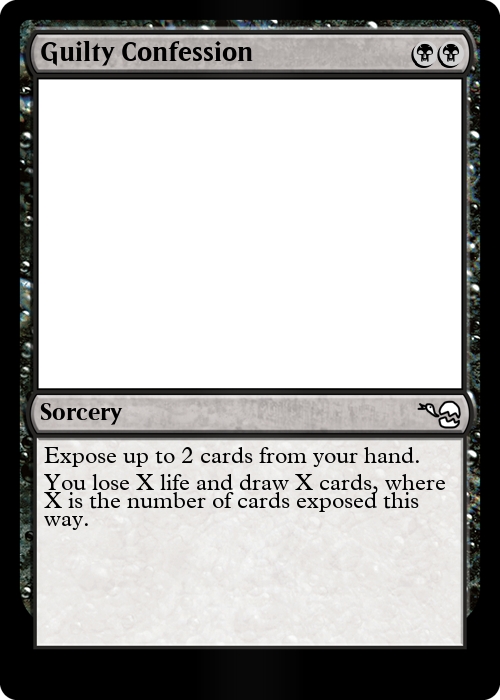 Guilty Confession
Sorcery
Expose up to 2 cards from your hand.
You lose X life and draw X cards, where
X is the number of cards exposed this
way.